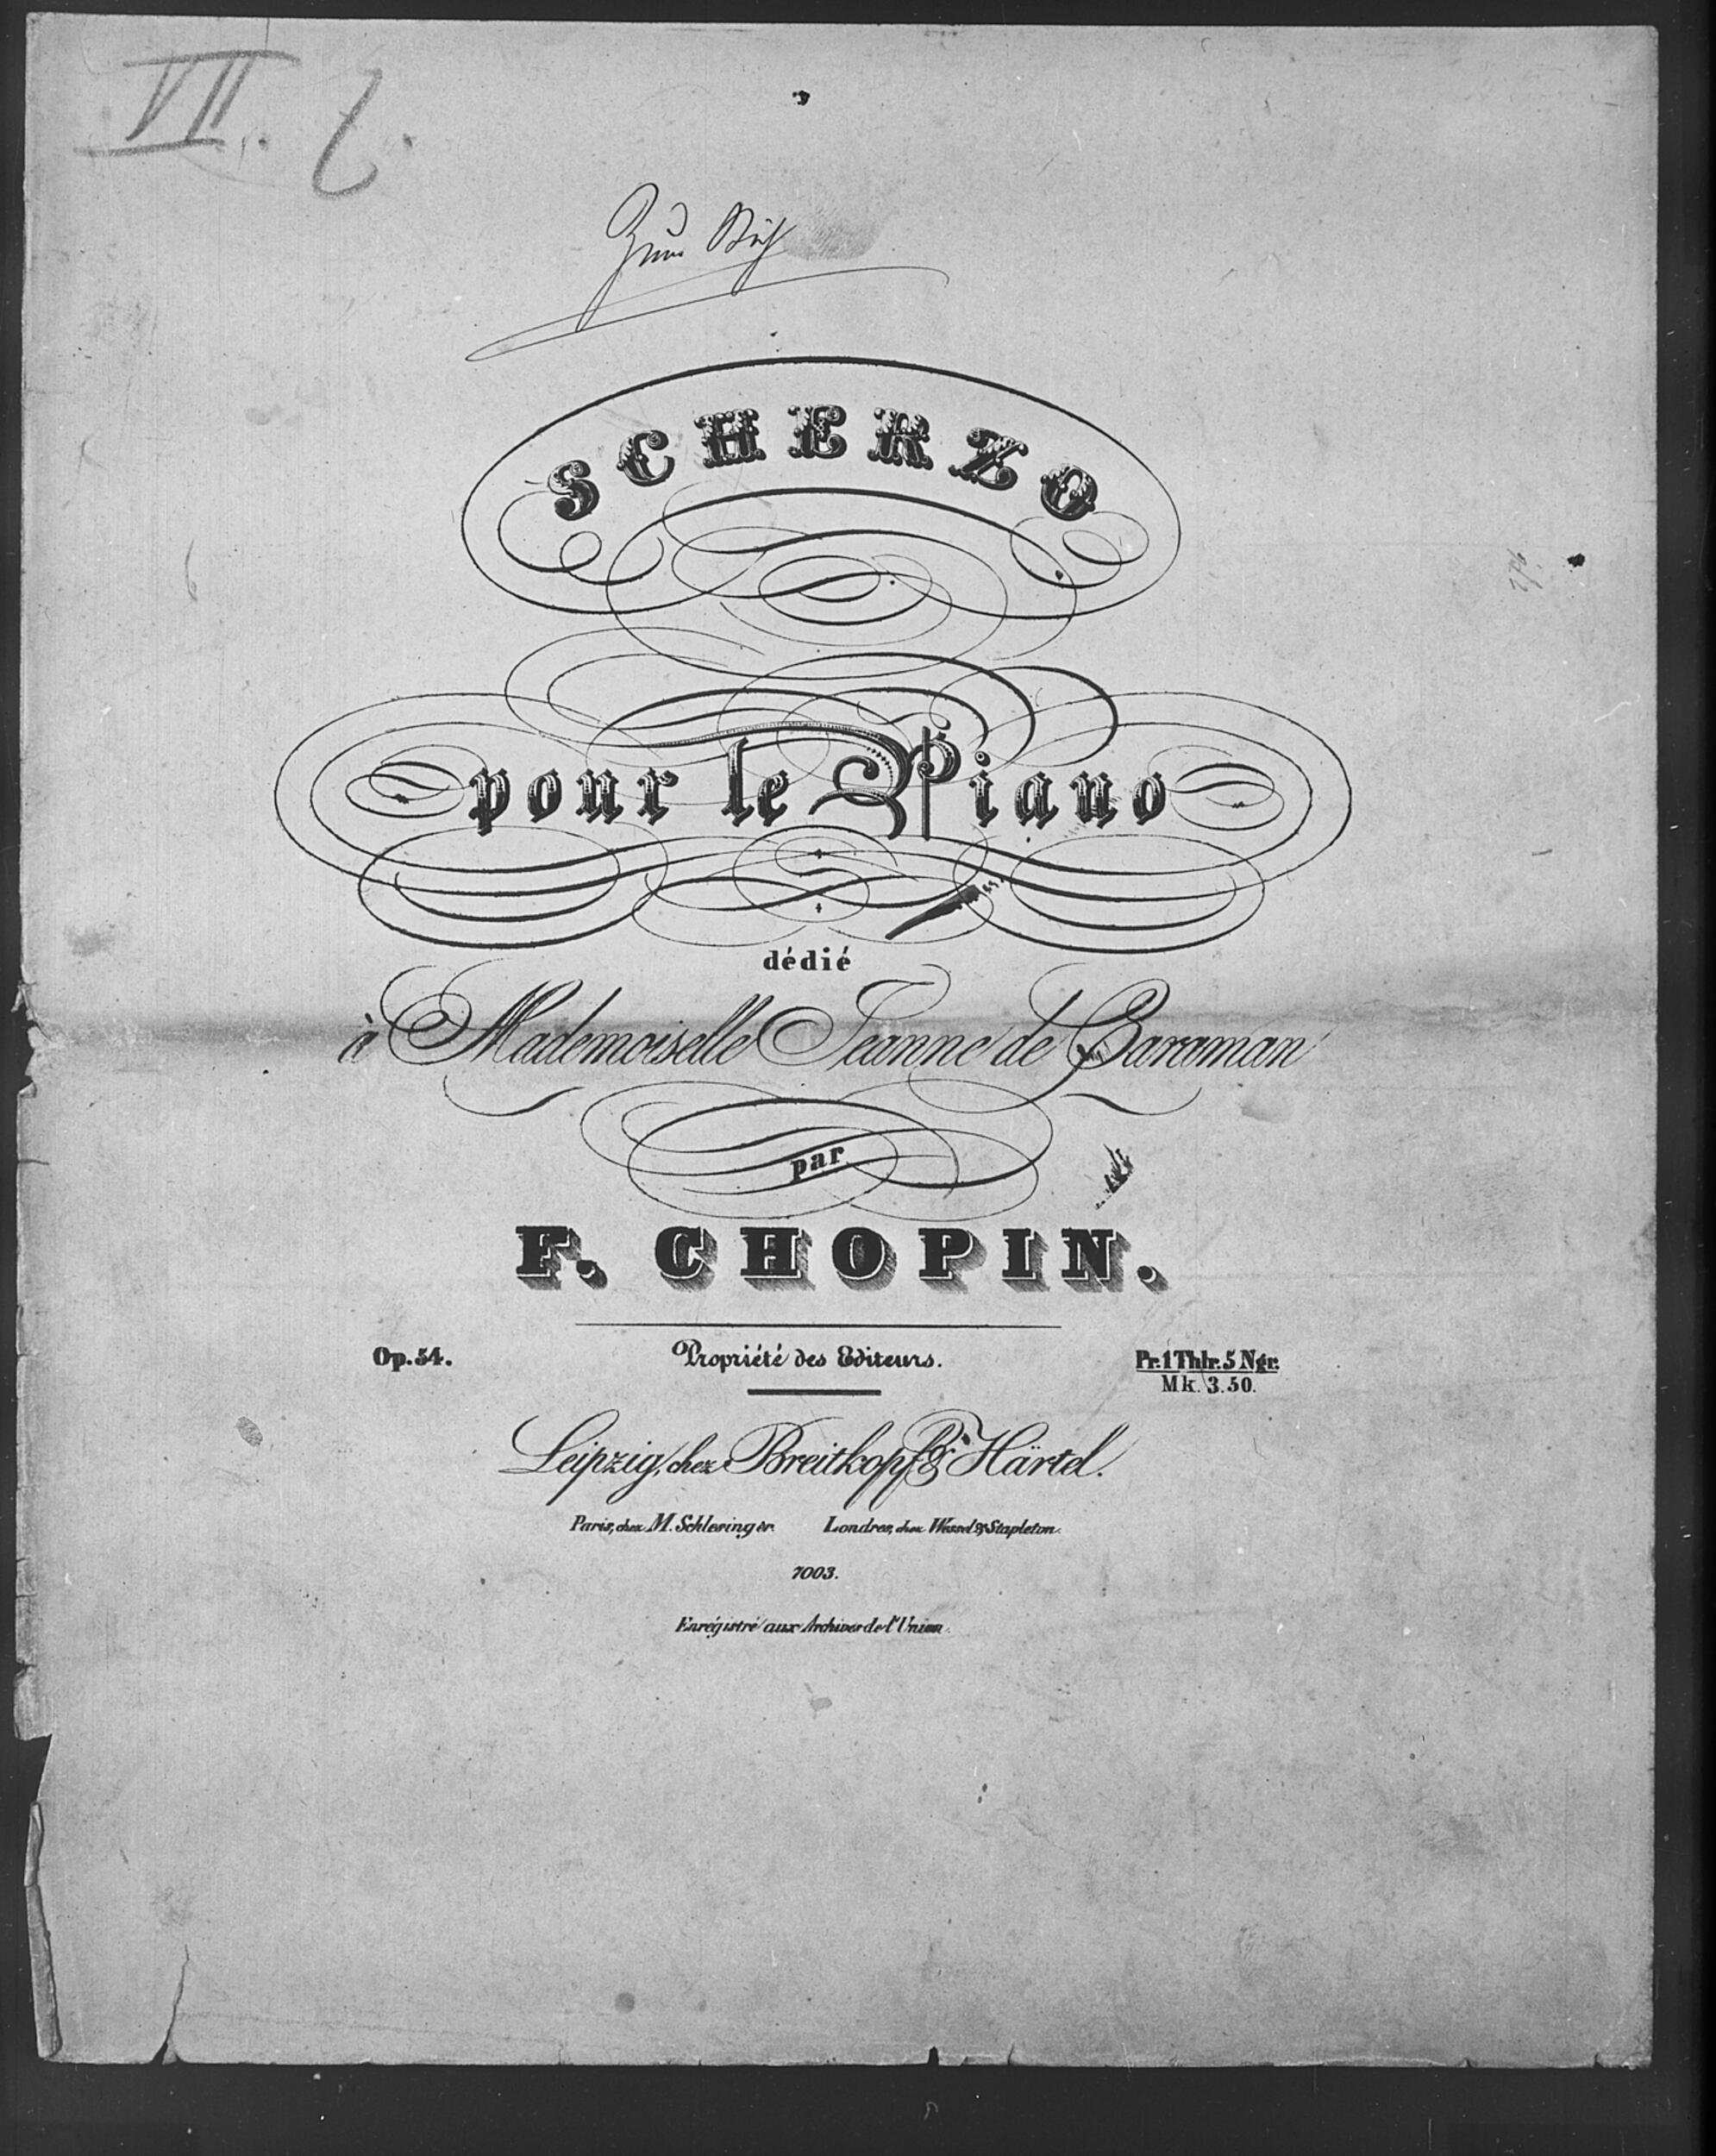 VII.
Zum
SCHERZO
pour le Piano
dédié
à Mademoiselle Jeanne de Caraman
par
F. CHOPIN.
Op. 54. Propriété des Editeurs. Pr. 1 Thlr. 5 Ngr.
Mk. 3.50.
Leipzig, chez Breitkopf & Härtel.
Paris, chez M. Schlesinger. Londres, chez Wessel & Stapleton.
7003.
Enrégistré aux Archives de l'Union.